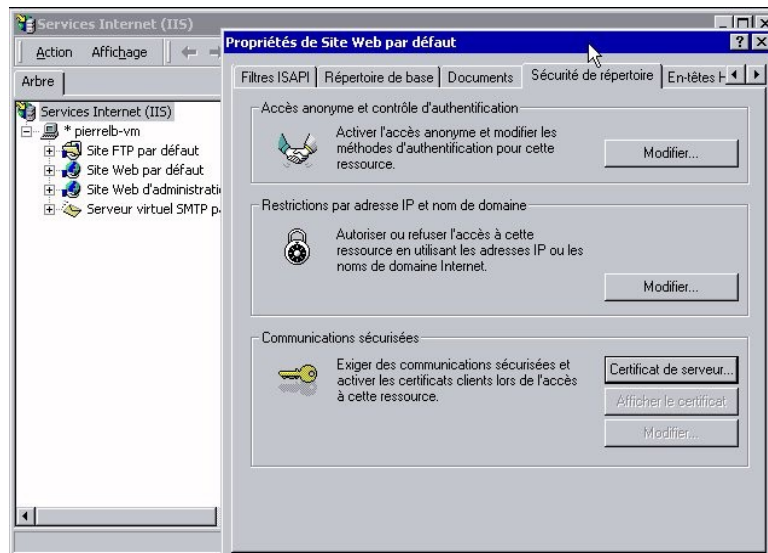 Services Internet (IIS)
Action Affichage
Arbre
Services Internet (IIS)
* pierrelb-vm
Site FTP par défaut
Site Web par défaut
Site Web d'administrati
Serveur virtuel SMTP p
Propriétés de Site Web par défaut
Filtres ISAPI Répertoire de base Documents Sécurité de répertoire En-têtes H
Accès anonyme et contrôle d'authentification
Activer l'accès anonyme et modifier les
méthodes d'authentification pour cette
ressource.
Modifier...
Restrictions par adresse IP et nom de domaine
Autoriser ou refuser l'accès à cette
ressource en utilisant les adresses IP ou les
noms de domaine Internet.
Modifier...
Communications sécurisées
Exiger des communications sécurisées et
activer les certificats clients lors de l'accès
à cette ressource.
Certificat de serveur...
Afficher le certificat
Modifier...